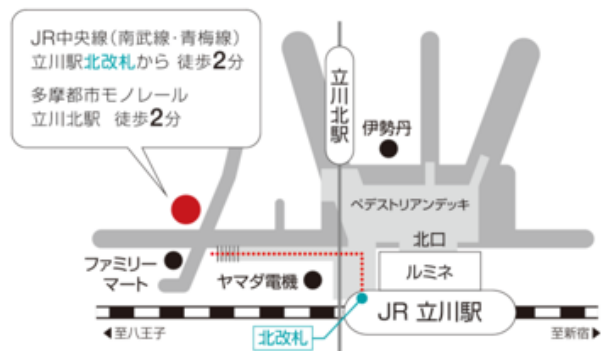 JR中央線(南武線・青梅線)
立川駅北改札から 徒歩2分
多摩都市モノレール
立川北駅 徒歩2分
立川北駅
伊勢丹
ペデストリアンデッキ
北口
ファミリー
マート
ヤマダ電機
ルミネ
JR 立川駅
◀至八王子
北改札
至新宿▶